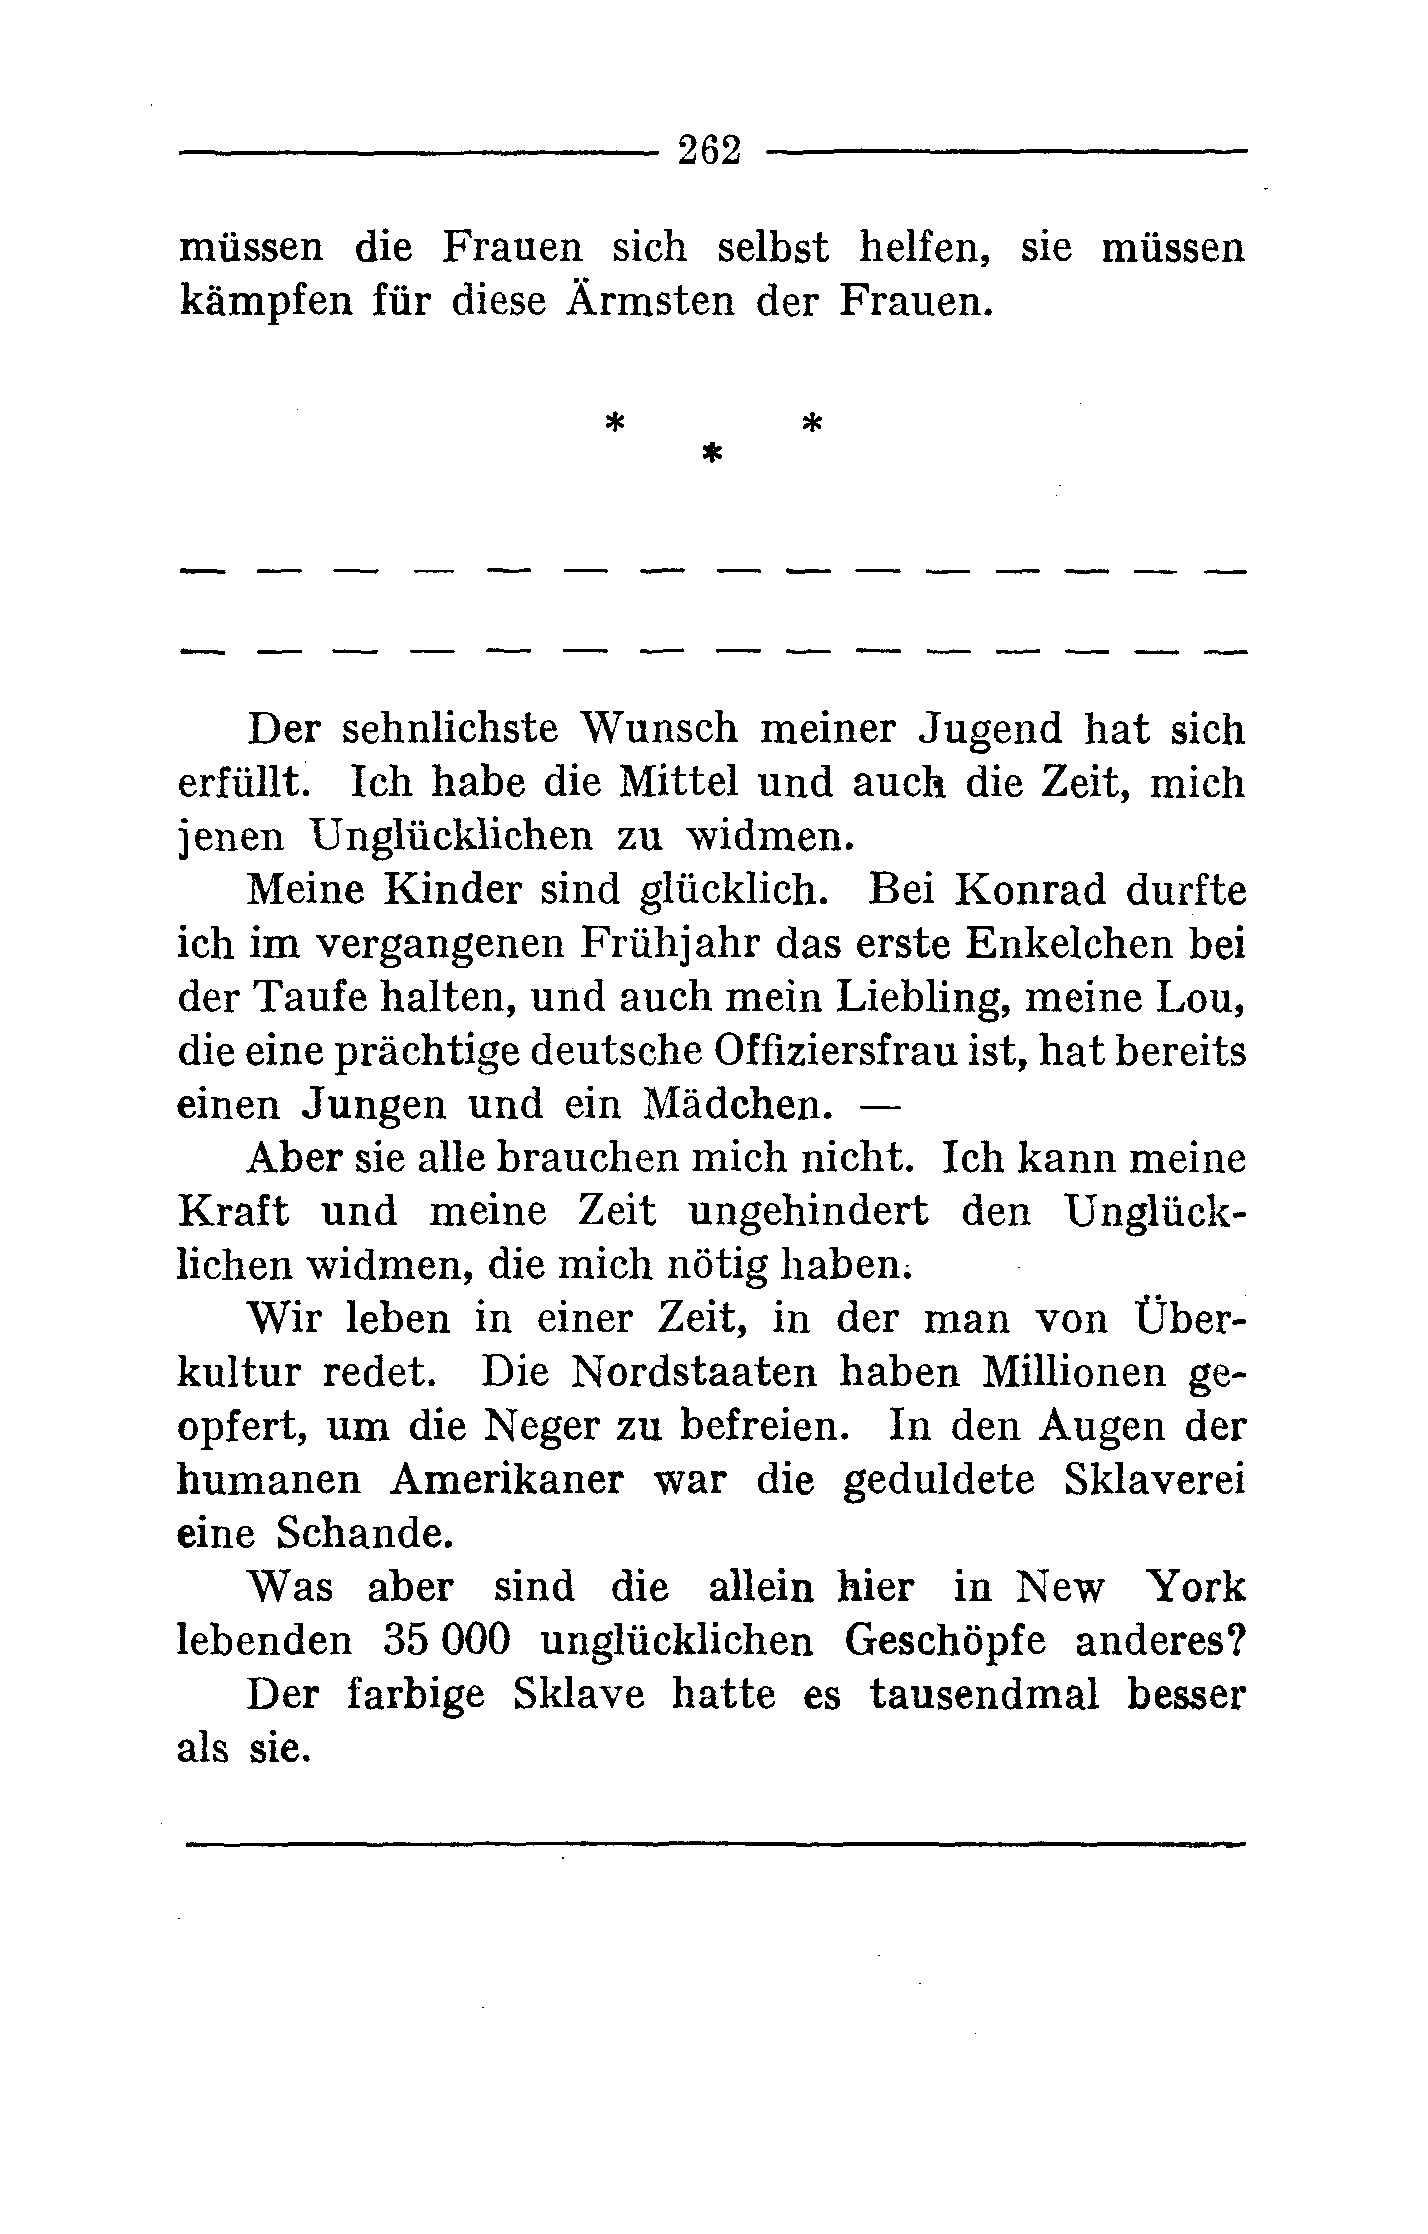 262
müssen die Frauen sich selbst helfen, sie müssen
kämpfen für diese Ärmsten der Frauen.
* *
*
— — — — — — — — — — — — — — —
— — — — — — — — — — — — — — —
Der sehnlichste Wunsch meiner Jugend hat sich
erfüllt. Ich habe die Mittel und auch die Zeit, mich
jenen Unglücklichen zu widmen.
Meine Kinder sind glücklich. Bei Konrad durfte
ich im vergangenen Frühjahr das erste Enkelchen bei
der Taufe halten, und auch mein Liebling, meine Lou,
die eine prächtige deutsche Offiziersfrau ist, hat bereits
einen Jungen und ein Mädchen. —
Aber sie alle brauchen mich nicht. Ich kann meine
Kraft und meine Zeit ungehindert den Unglück-
lichen widmen, die mich nötig haben.
Wir leben in einer Zeit, in der man von Über-
kultur redet. Die Nordstaaten haben Millionen ge-
opfert, um die Neger zu befreien. In den Augen der
humanen Amerikaner war die geduldete Sklaverei
eine Schande.
Was aber sind die allein hier in New York
lebenden 35 000 unglücklichen Geschöpfe anderes?
Der farbige Sklave hatte es tausendmal besser
als sie.